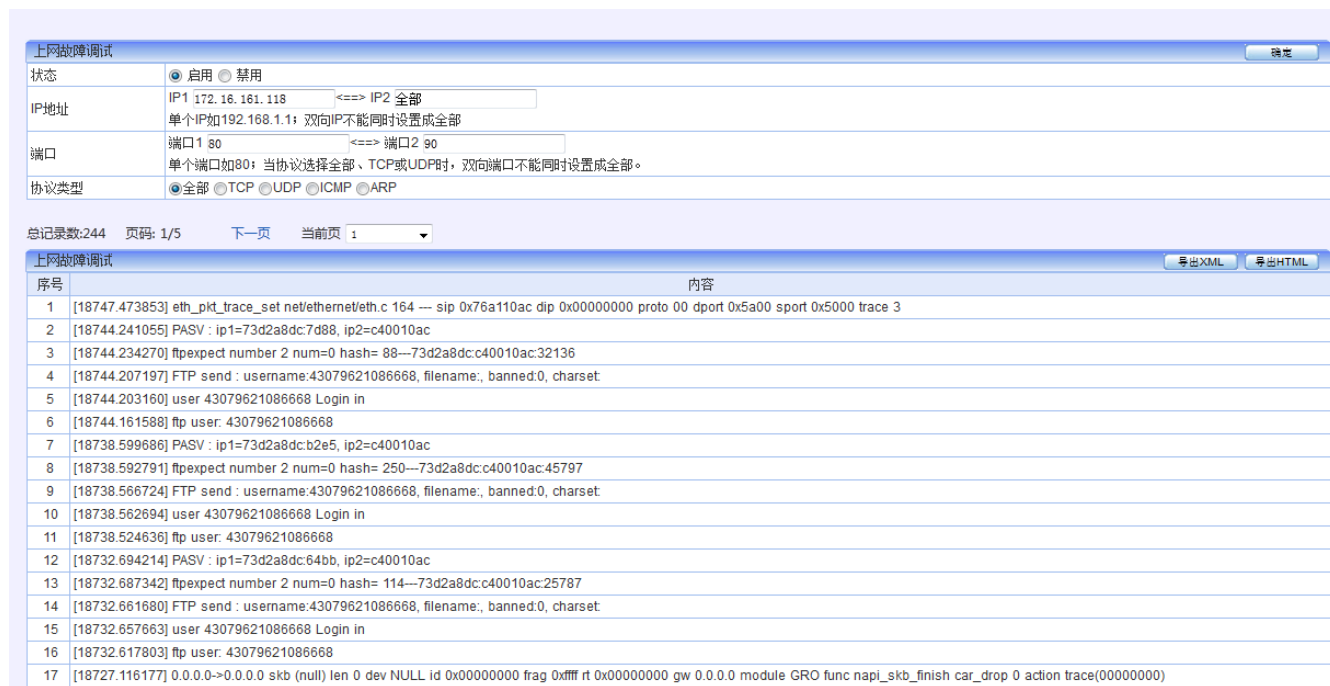 上网故障调试 确定
状态 启用 禁用
IP地址 IP1 172.16.161.118 <==> IP2 全部
单个IP如192.168.1.1；双向IP不能同时设置成全部
端口 端口1 80 <==> 端口2 90
单个端口如80；当协议选择全部、TCP或UDP时，双向端口不能同时设置成全部。
协议类型 全部 TCP UDP ICMP ARP
总记录数:244 页码: 1/5 下一页 当前页 1
上网故障调试 导出XML 导出HTML
序号 内容
1 [18747.473853] eth_pkt_trace_set net/ethernet/eth.c 164 --- sip 0x76a110ac dip 0x00000000 proto 00 dport 0x5a00 sport 0x5000 trace 3
2 [18744.241055] PASV : ip1=73d2a8dc:7d88, ip2=c40010ac
3 [18744.234270] ftpexpect number 2 num=0 hash= 88---73d2a8dc:c40010ac:32136
4 [18744.207197] FTP send : username:43079621086668, filename:, banned:0, charset:
5 [18744.203160] user 43079621086668 Login in
6 [18744.161588] ftp user: 43079621086668
7 [18738.599686] PASV : ip1=73d2a8dc:b2e5, ip2=c40010ac
8 [18738.592791] ftpexpect number 2 num=0 hash= 250---73d2a8dc:c40010ac:45797
9 [18738.566724] FTP send : username:43079621086668, filename:, banned:0, charset:
10 [18738.562694] user 43079621086668 Login in
11 [18738.524636] ftp user: 43079621086668
12 [18732.694214] PASV : ip1=73d2a8dc:64bb, ip2=c40010ac
13 [18732.687342] ftpexpect number 2 num=0 hash= 114---73d2a8dc:c40010ac:25787
14 [18732.661680] FTP send : username:43079621086668, filename:, banned:0, charset:
15 [18732.657663] user 43079621086668 Login in
16 [18732.617803] ftp user: 43079621086668
17 [18727.116177] 0.0.0.0->0.0.0.0 skb (null) len 0 dev NULL id 0x00000000 frag 0xffff rt 0x00000000 gw 0.0.0.0 module GRO func napi_skb_finish car_drop 0 action trace(00000000)